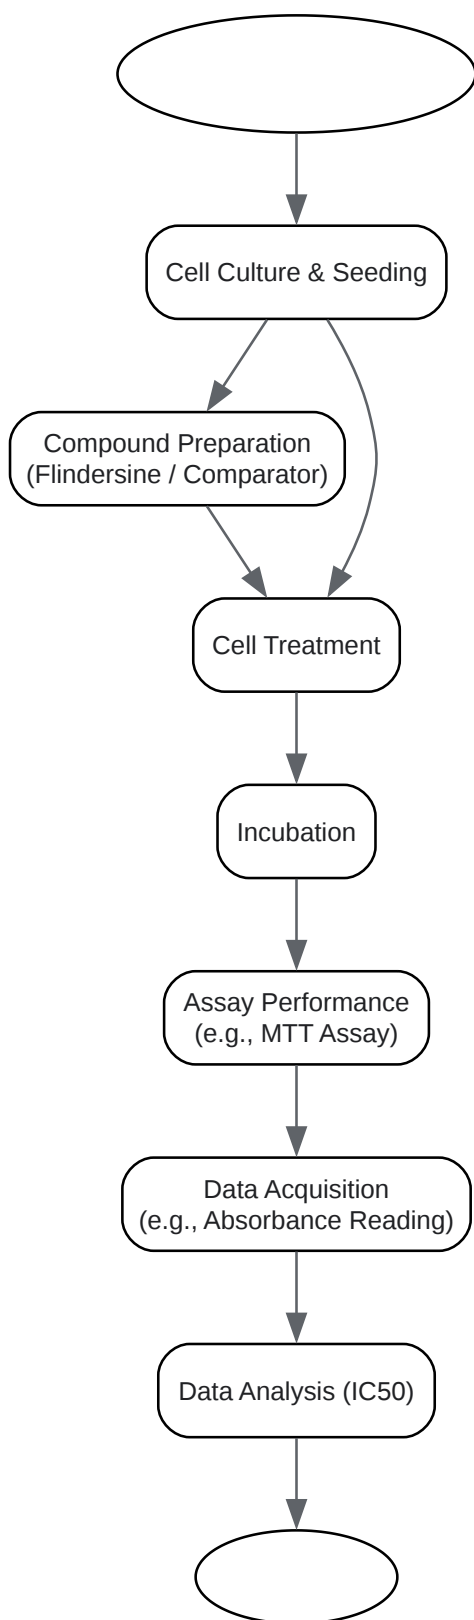 Cell Culture & Seeding
Compound Preparation
(Flindersine / Comparator)
Cell Treatment
Incubation
Assay Performance
(e.g., MTT Assay)
Data Acquisition
(e.g., Absorbance Reading)
Data Analysis (IC50)